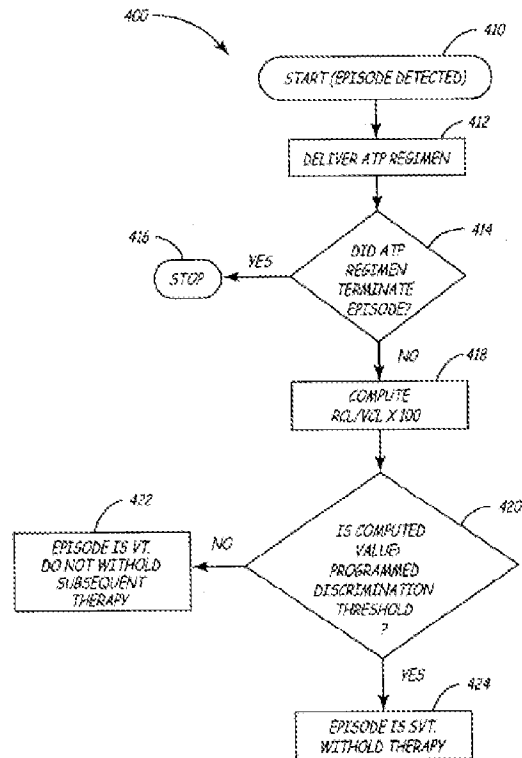 400
410
START (EPISODE DETECTED)
412
DELIVER ATP REGIMEN
414
416
DID ATP
REGIMEN
TERMINATE
EPISODE?
YES
STOP
NO
418
COMPUTE
RCL/VCL X 100
420
422
IS COMPUTED
VALUE>
PROGRAMMED
DISCRIMINATION
THRESHOLD
?
NO
EPISODE IS VT.
DO NOT WITHOLD
SUBSEQUENT
THERAPY
YES
424
EPISODE IS SVT.
WITHOLD THERAPY